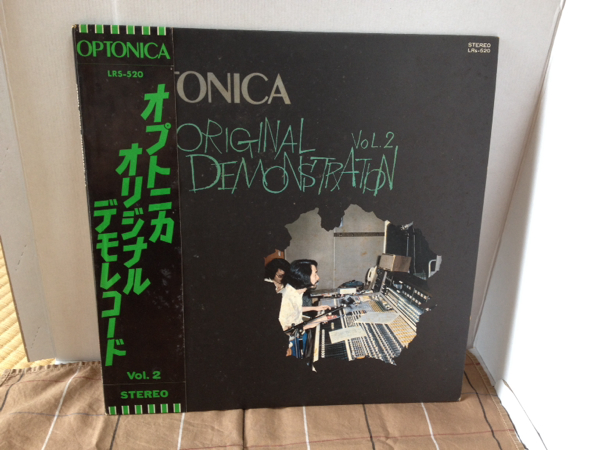 OPTONICA
LRS-520
オプトニカ
オリジナル
デモレコード
Vol. 2
STEREO
STEREO
LRs-520
TONICA
ORIGINAL VOL.2
DEMONSTRATION